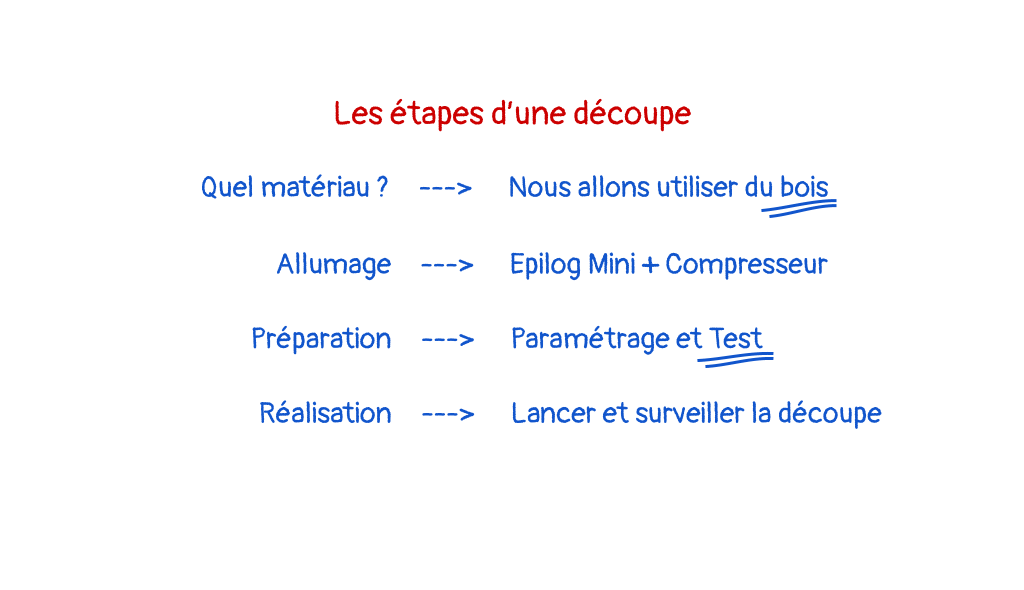 Les étapes d'une découpe
Quel matériau ? ---> Nous allons utiliser du bois
Allumage ---> Epilog Mini + Compresseur
Préparation ---> Paramétrage et Test
Réalisation ---> Lancer et surveiller la découpe